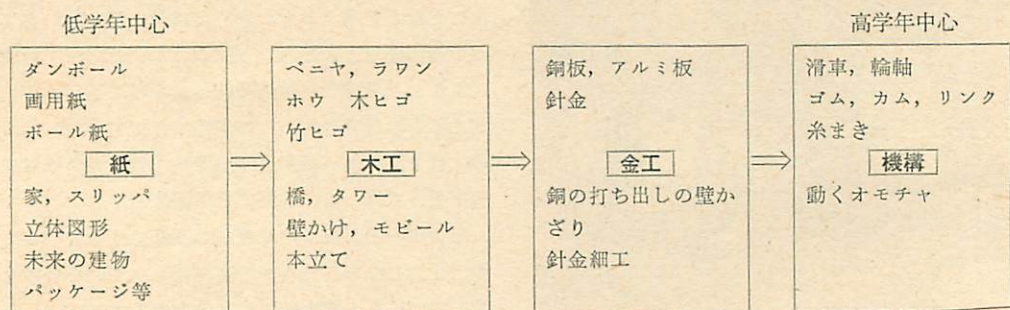 低学年中心
ダンボール
画用紙
ボール紙
紙
家, スリッパ
立体図形
未来の建物
パッケージ等
ベニヤ, ラワン
ホウ 木ヒゴ
竹ヒゴ
木工
橋, タワー
壁かけ, モビール
本立て
銅板, アルミ板
針金
金工
銅の打ち出しの壁か
ざり
針金細工
高学年中心
滑車, 輪軸
ゴム, カム, リンク
糸まき
機構
動くオモチャ